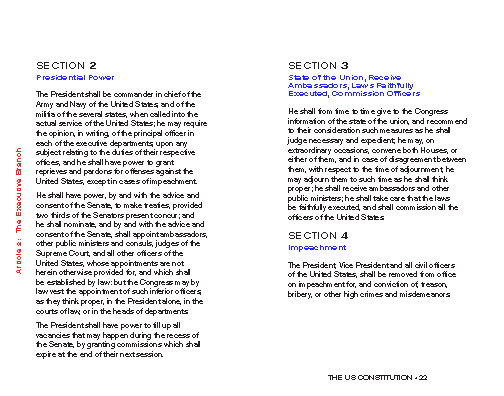 Article 2: The Executive Branch
SECTION 2
Presidential Power
The President shall be commander in chief of the
Army and Navy of the United States, and of the
militia of the several states, when called into the
actual service of the United States; he may require
the opinion, in writing, of the principal officer in
each of the executive departments, upon any
subject relating to the duties of their respective
offices, and he shall have power to grant
reprieves and pardons for offenses against the
United States, except in cases of impeachment.
He shall have power, by and with the advice and
consent of the Senate, to make treaties, provided
two thirds of the Senators present concur; and
he shall nominate, and by and with the advice and
consent of the Senate, shall appoint ambassadors,
other public ministers and consuls, judges of the
Supreme Court, and all other officers of the
United States, whose appointments are not
herein otherwise provided for, and which shall
be established by law: but the Congress may by
law vest the appointment of such inferior officers,
as they think proper, in the President alone, in the
courts of law, or in the heads of departments.
The President shall have power to fill up all
vacancies that may happen during the recess of
the Senate, by granting commissions which shall
expire at the end of their next session.
SECTION 3
State of the Union, Receive
Ambassadors, Laws Faithfully
Executed, Commission Officers
He shall from time to time give to the Congress
information of the state of the union, and recommend
to their consideration such measures as he shall
judge necessary and expedient; he may, on
extraordinary occasions, convene both Houses, or
either of them, and in case of disagreement between
them, with respect to the time of adjournment, he
may adjourn them to such time as he shall think
proper; he shall receive ambassadors and other
public ministers; he shall take care that the laws
be faithfully executed, and shall commission all the
officers of the United States.
SECTION 4
Impeachment
The President, Vice President and all civil officers
of the United States, shall be removed from office
on impeachment for, and conviction of, treason,
bribery, or other high crimes and misdemeanors.
THE US CONSTITUTION • 22